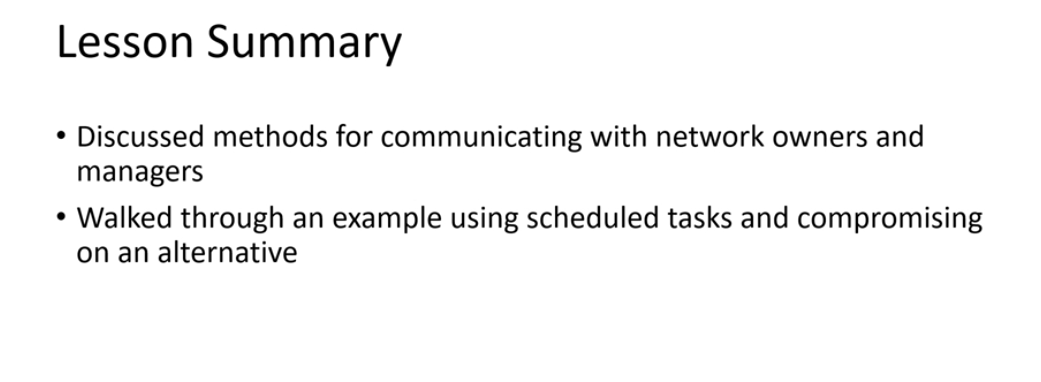 Lesson Summary
• Discussed methods for communicating with network owners and
managers
• Walked through an example using scheduled tasks and compromising
on an alternative